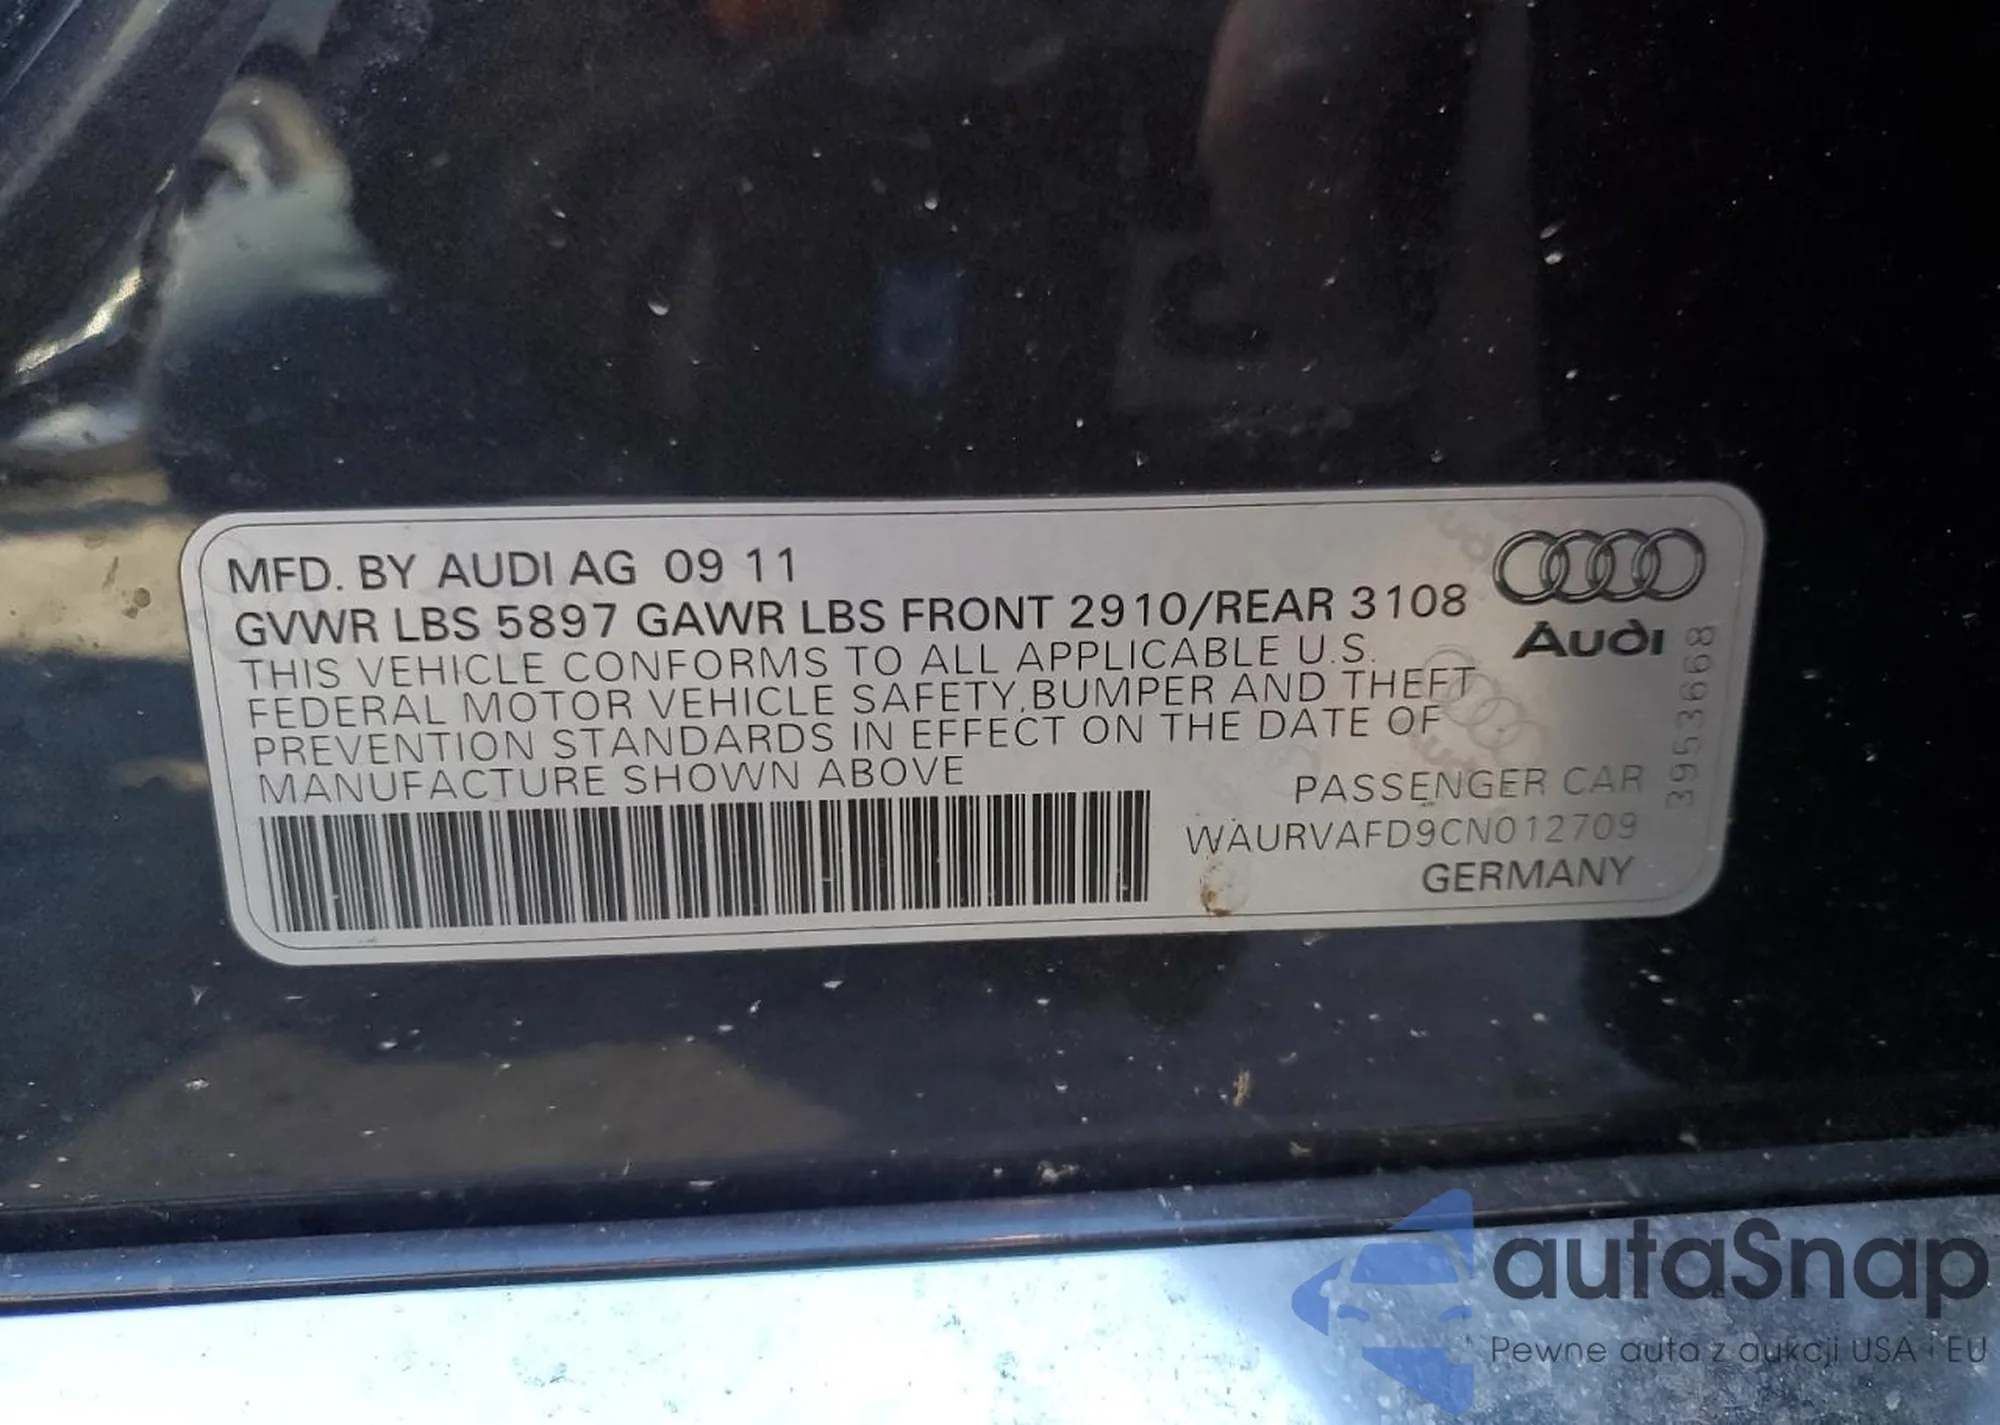 MFD. BY AUDI AG 09 11
GVWR LBS 5897 GAWR LBS FRONT 2910/REAR 3108
THIS VEHICLE CONFORMS TO ALL APPLICABLE U.S.
FEDERAL MOTOR VEHICLE SAFETY,BUMPER AND THEFT
PREVENTION STANDARDS IN EFFECT ON THE DATE OF
MANUFACTURE SHOWN ABOVE
Audi
3953668
PASSENGER CAR
WAURVAFD9CN012709
GERMANY
autaSnap
Pewne auta z aukcji USA i EU